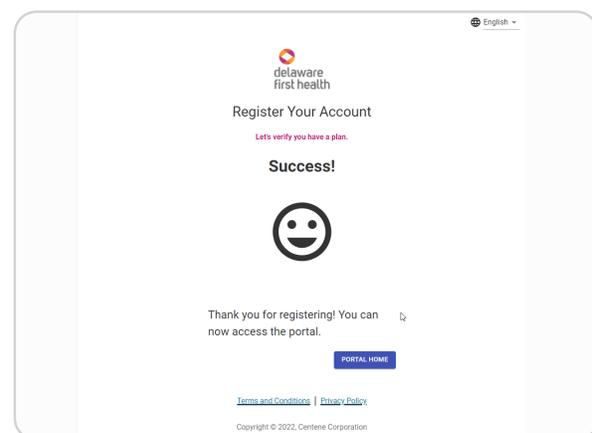 English
delaware
first health
Register Your Account
Let's verify you have a plan.
Success!
Thank you for registering! You can
now access the portal.
PORTAL HOME
Terms and Conditions | Privacy Policy
Copyright © 2022, Centene Corporation